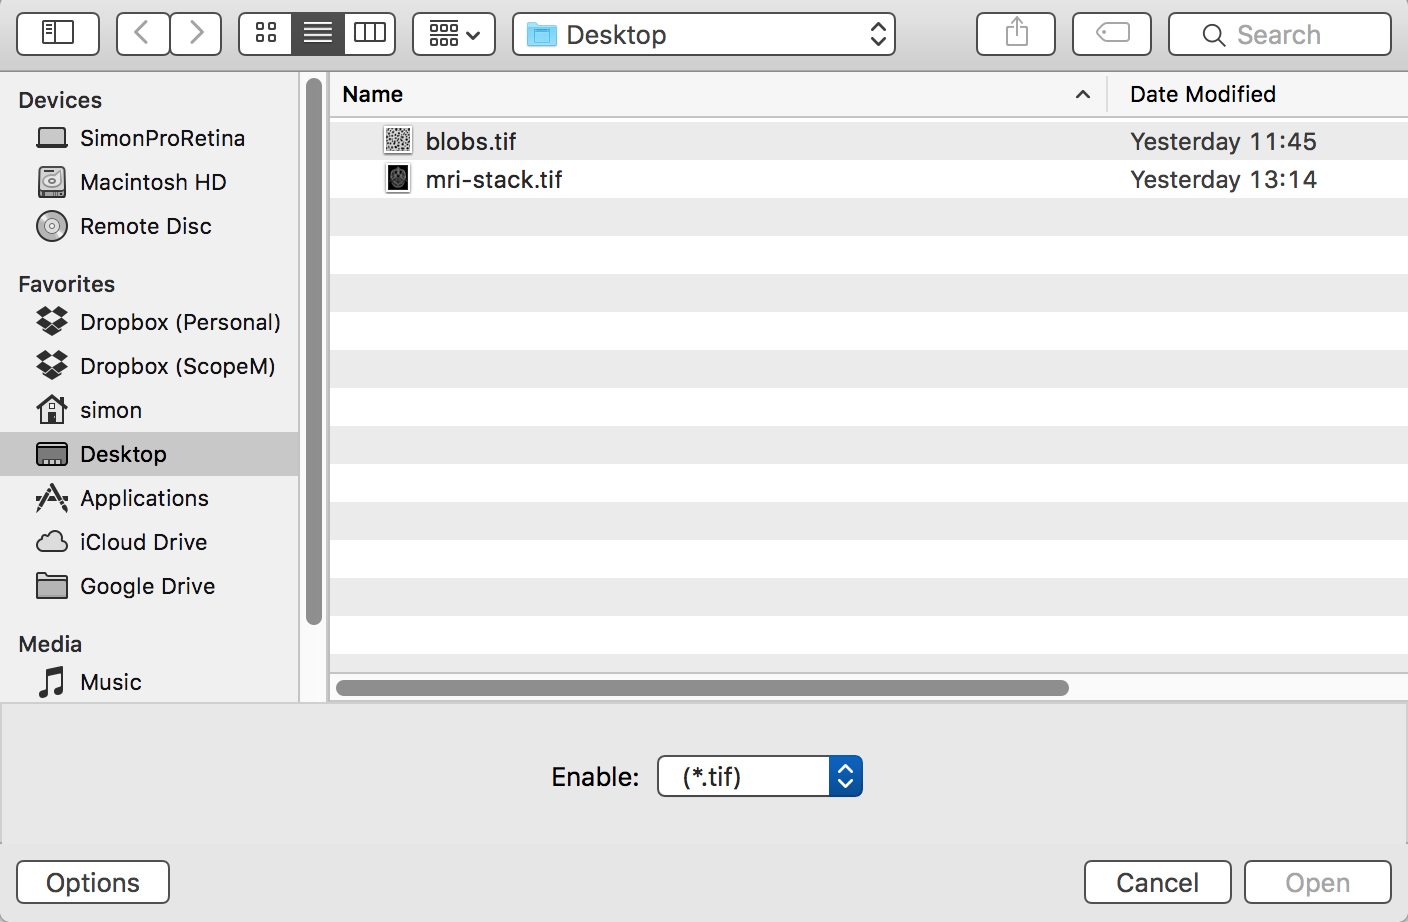 Desktop
Search
Devices
SimonProRetina
Macintosh HD
Remote Disc
Favorites
Dropbox (Personal)
Dropbox (ScopeM)
simon
Desktop
Applications
iCloud Drive
Google Drive
Media
Music
Name Date Modified
blobs.tif Yesterday 11:45
mri-stack.tif Yesterday 13:14
Enable: (*.tif)
Options Cancel Open